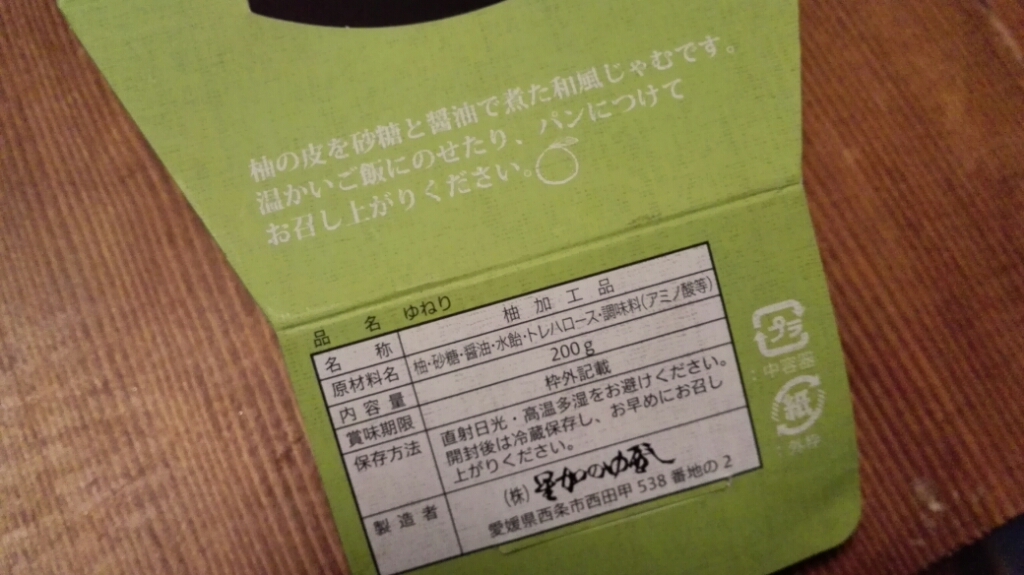 柚の皮を砂糖と醤油で煮た和風じゃむです。
温かいご飯にのせたり、パンにつけて
お召し上がりください。
品名 ゆねり
名称 柚加工品
原材料名 柚・砂糖・醤油・水飴・トレハロース・調味料(アミノ酸等)
内容量 200g
賞味期限 枠外記載
保存方法 直射日光・高温多湿をお避けください。
開封後は冷蔵保存し、お早めにお召し
上がりください。
製造者 (株)
愛媛県西条市西田甲538番地の2
プラ
:中容器
紙